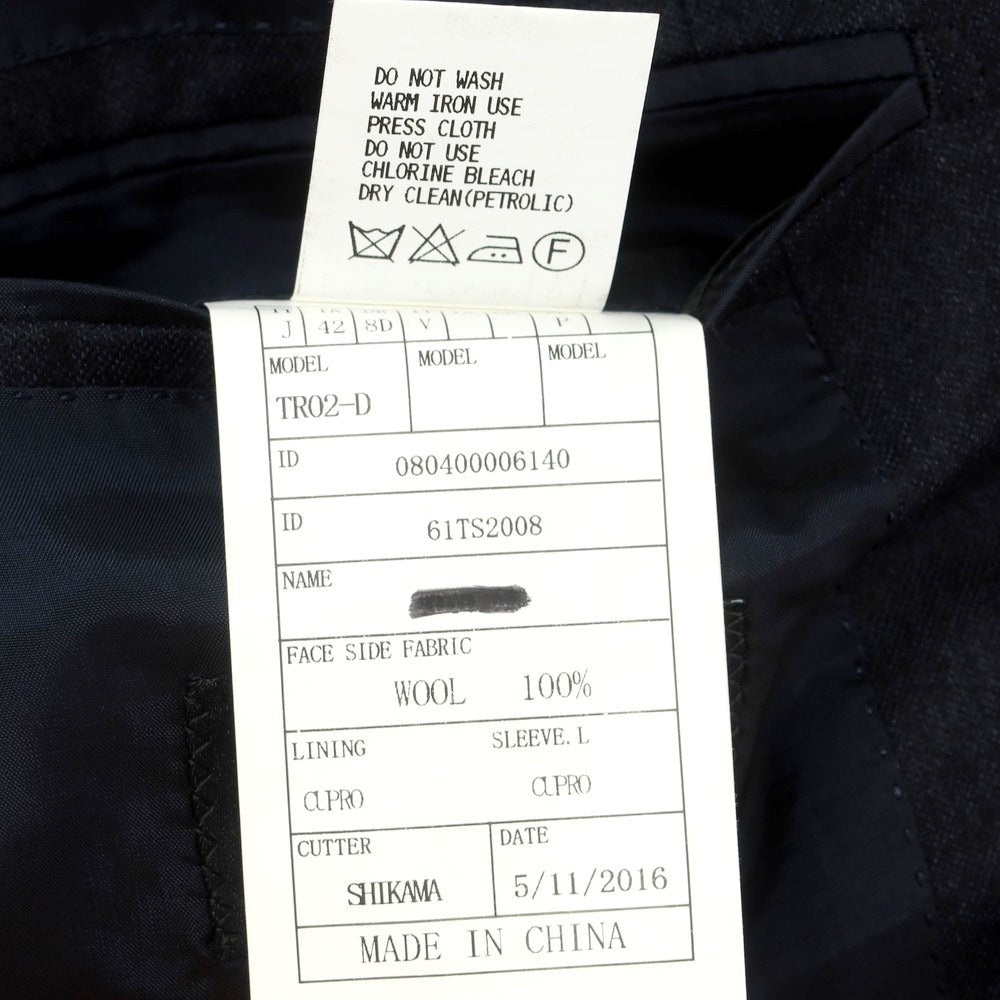 DO NOT WASH
WARM IRON USE
PRESS CLOTH
DO NOT USE
CHLORINE BLEACH
DRY CLEAN(PETROLIC)
F
J 42 8D V P
MODEL MODEL MODEL
TR02-D
ID 080400006140
ID 61TS2008
NAME
FACE SIDE FABRIC
WOOL 100%
LINING SLEEVE.L
CUPRO CUPRO
CUTTER DATE
SHIKAMA 5/11/2016
MADE IN CHINA